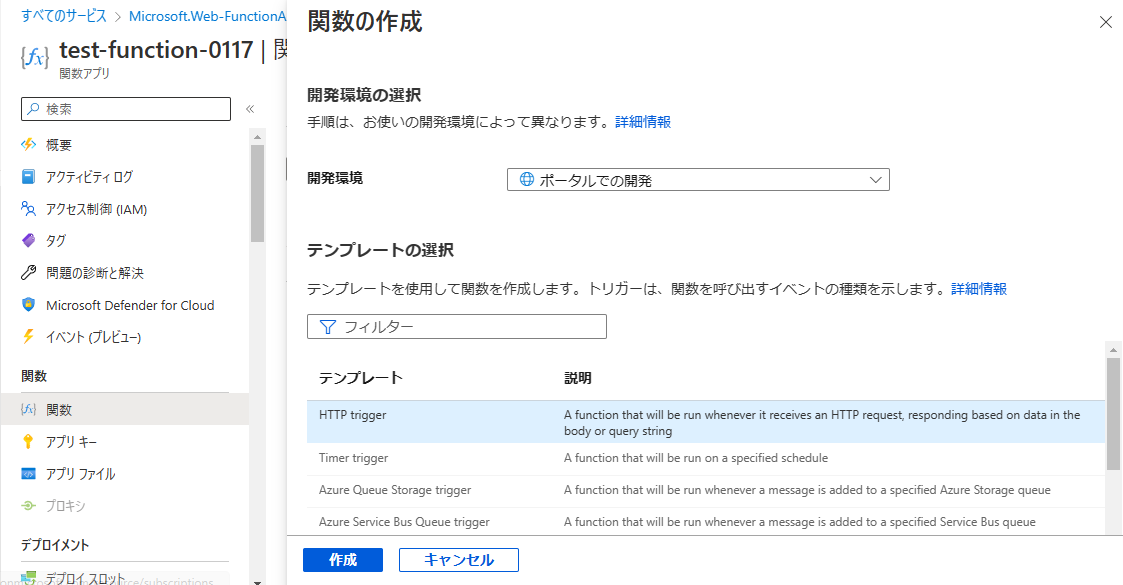 すべてのサービス > Microsoft.Web-FunctionA
test-function-0117 | 関
関数アプリ
検索
«
概要
アクティビティ ログ
アクセス制御 (IAM)
タグ
問題の診断と解決
Microsoft Defender for Cloud
イベント (プレビュー)
関数
関数
アプリ キー
アプリ ファイル
プロキシ
デプロイメント
デプロイ スロット
関数の作成
開発環境の選択
手順は、お使いの開発環境によって異なります。詳細情報
開発環境
ポータルでの開発
テンプレートの選択
テンプレートを使用して関数を作成します。トリガーは、関数を呼び出すイベントの種類を示します。詳細情報
フィルター
テンプレート 説明
HTTP trigger A function that will be run whenever it receives an HTTP request, responding based on data in the
body or query string
Timer trigger A function that will be run on a specified schedule
Azure Queue Storage trigger A function that will be run whenever a message is added to a specified Azure Storage queue
Azure Service Bus Queue trigger A function that will be run whenever a message is added to a specified Service Bus queue
作成 キャンセル